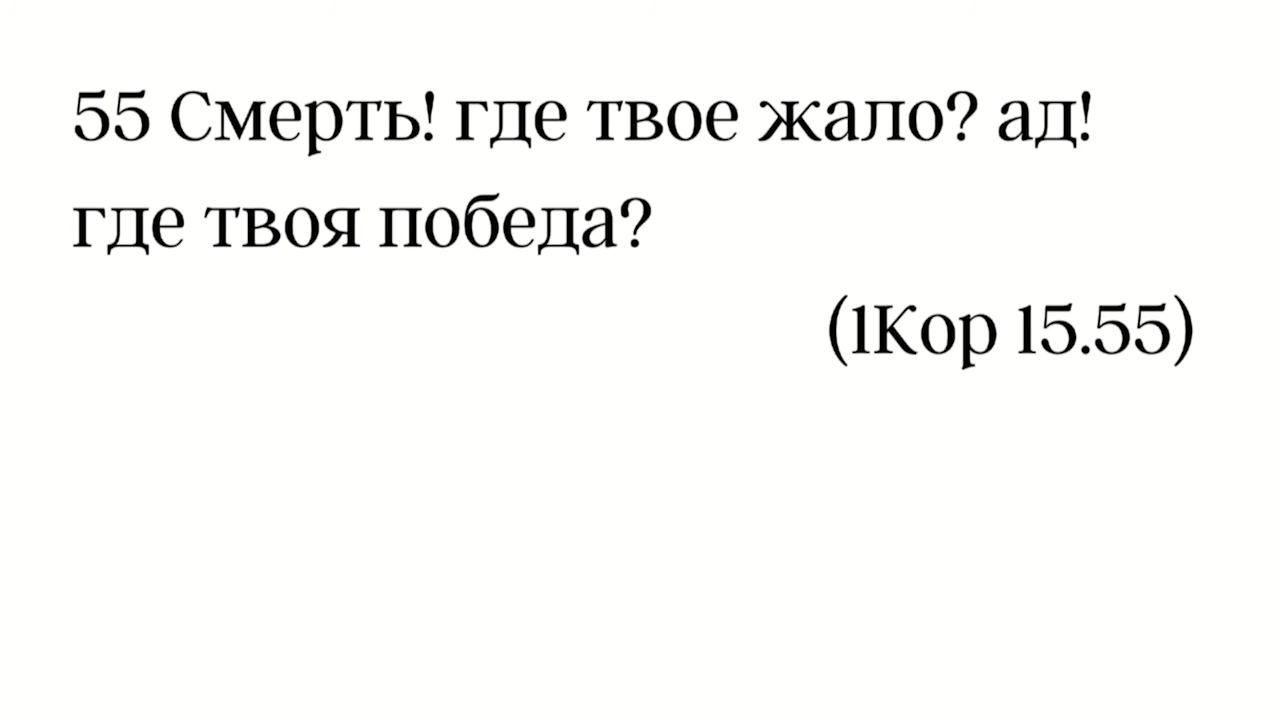 55 Смерть! где твое жало? ад!
где твоя победа?
(1Кор 15.55)